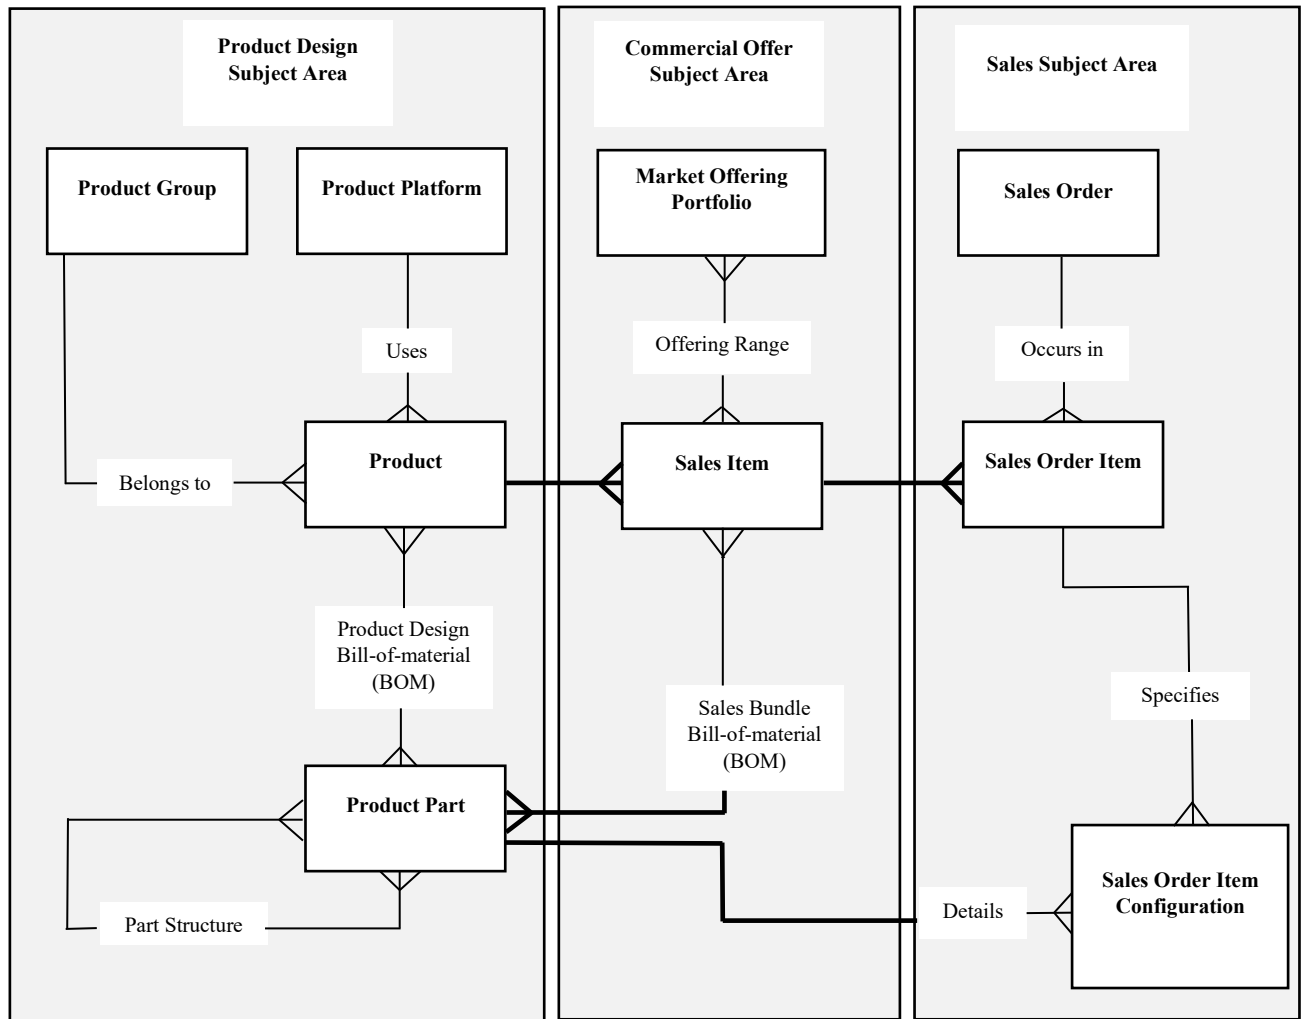 Product Design
Subject Area
Commercial Offer
Subject Area
Sales Subject Area
Product Group
Product Platform
Market Offering
Portfolio
Sales Order
Uses
Offering Range
Occurs in
Product
Sales Item
Sales Order Item
Belongs to
Product Design
Bill-of-material
(BOM)
Sales Bundle
Bill-of-material
(BOM)
Specifies
Product Part
Part Structure
Details
Sales Order Item
Configuration